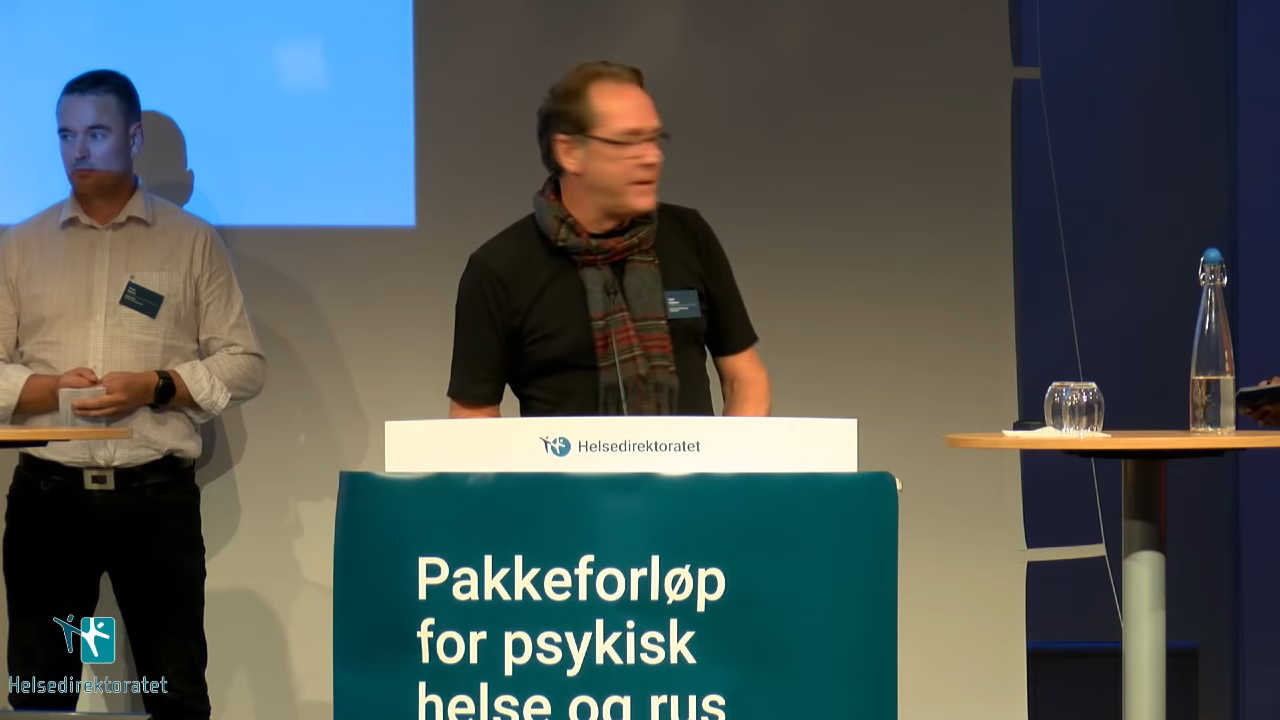 Helsedirektoratet
Pakkeforløp
for psykisk
helse og rus
Helsedirektoratet